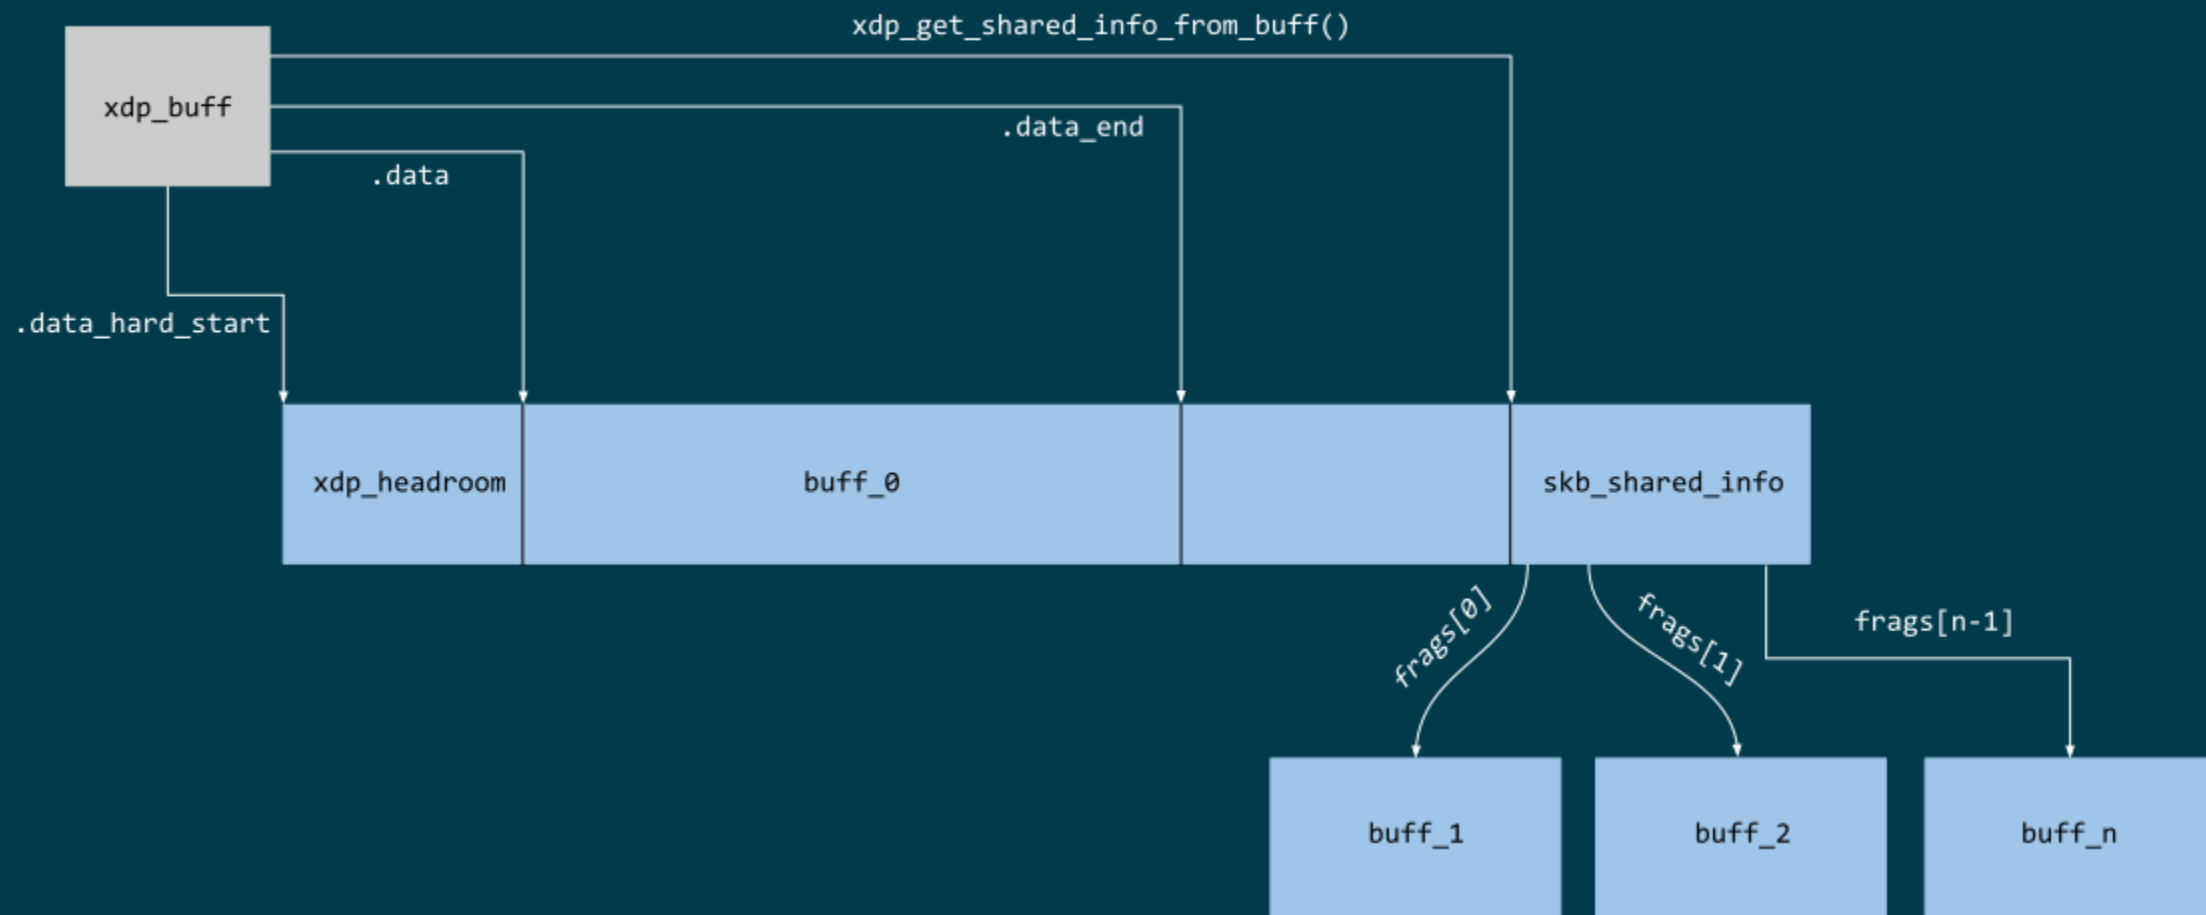 xdp_get_shared_info_from_buff()
xdp_buff
.data_end
.data
.data_hard_start
xdp_headroom
buff_0
skb_shared_info
frags[0]
frags[1]
frags[n-1]
buff_1
buff_2
buff_n